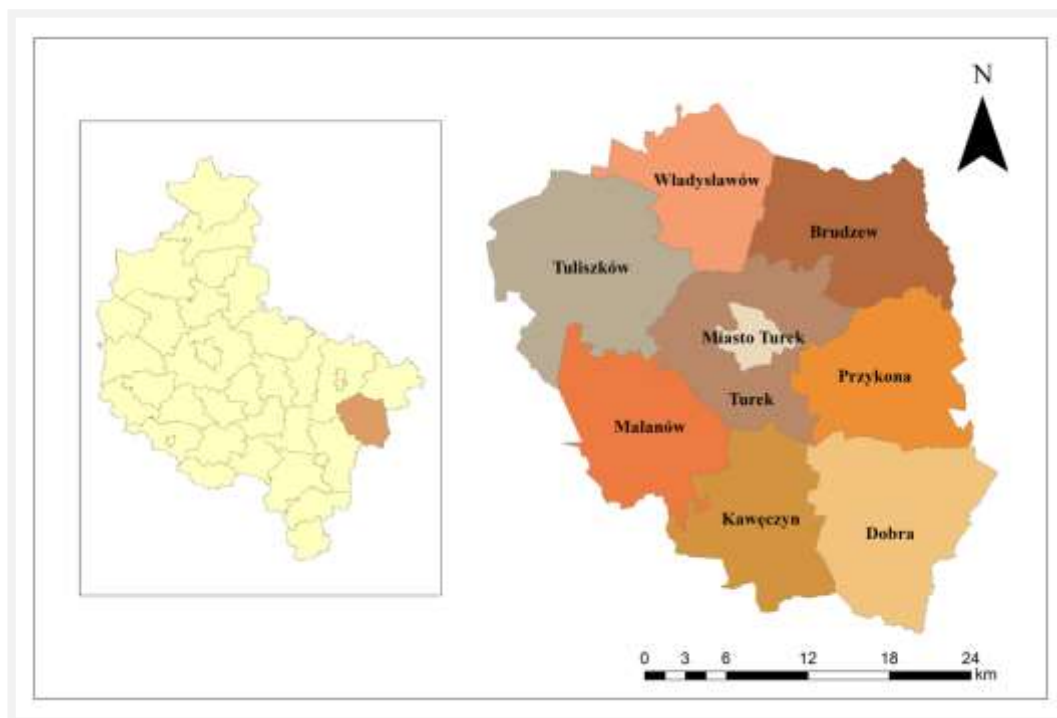 N
Władysławów
Brudzew
Tuliszków
Miasto Turek
Przykona
Turek
Malanów
Kawęczyn
Dobra
0 3 6 12 18 24
km